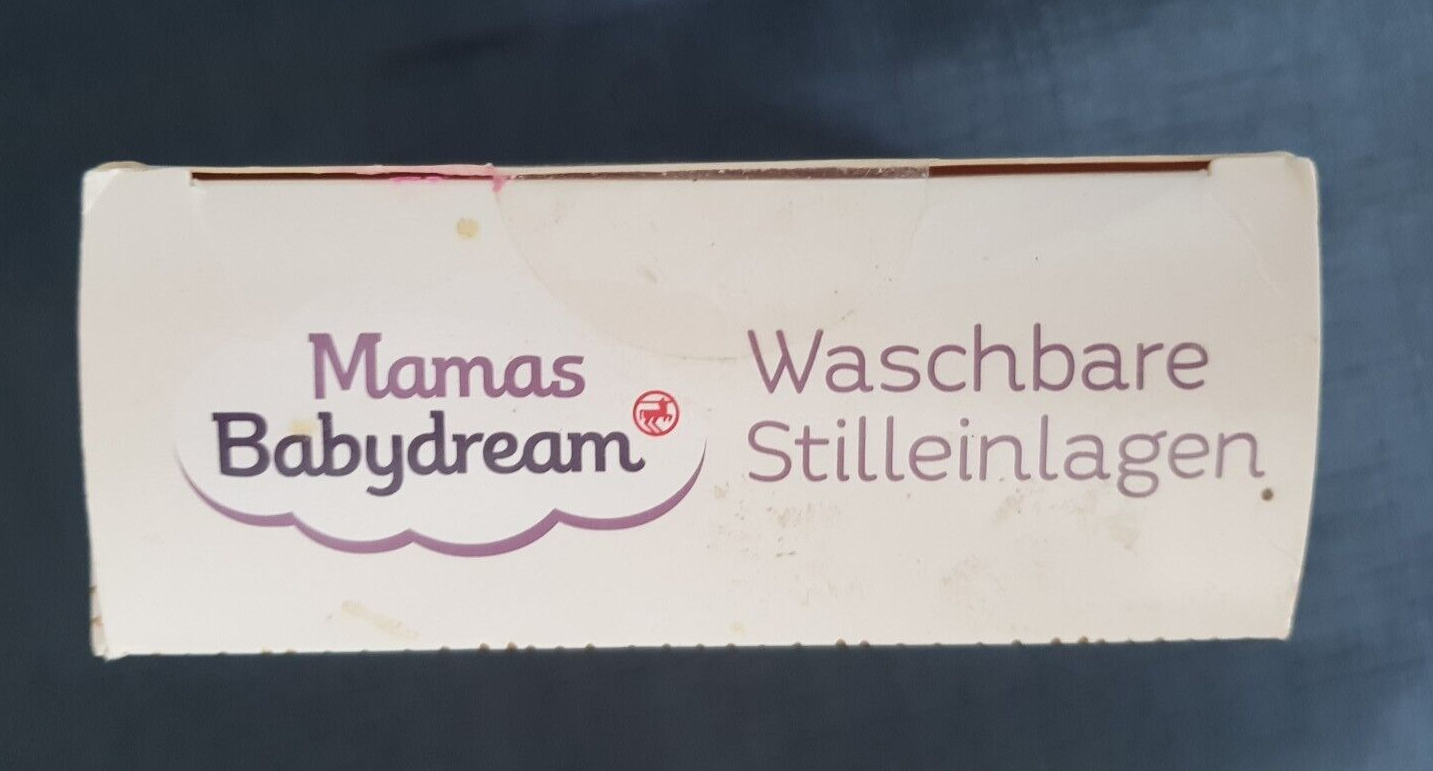 Mamas
Babydream
Waschbare
Stilleinlagen